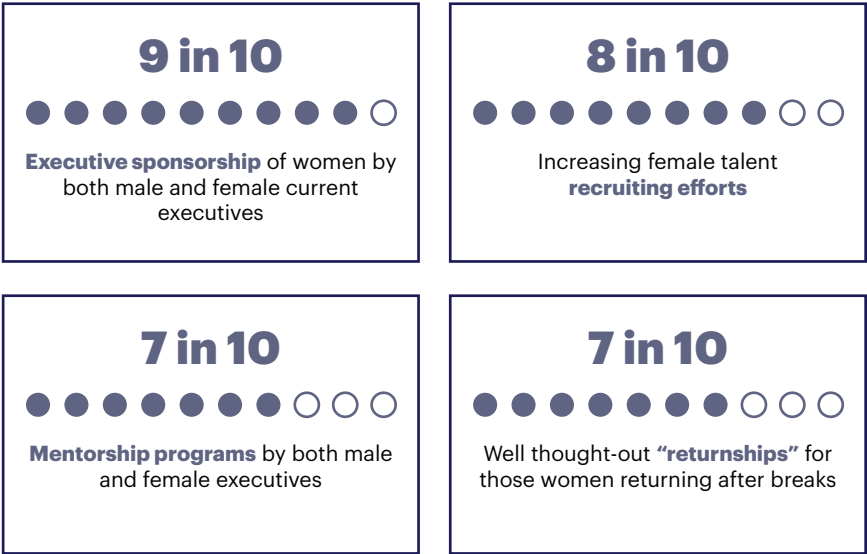 9 in 10
Executive sponsorship of women by
both male and female current
executives
8 in 10
Increasing female talent
recruiting efforts
7 in 10
Mentorship programs by both male
and female executives
7 in 10
Well thought-out “returnships” for
those women returning after breaks